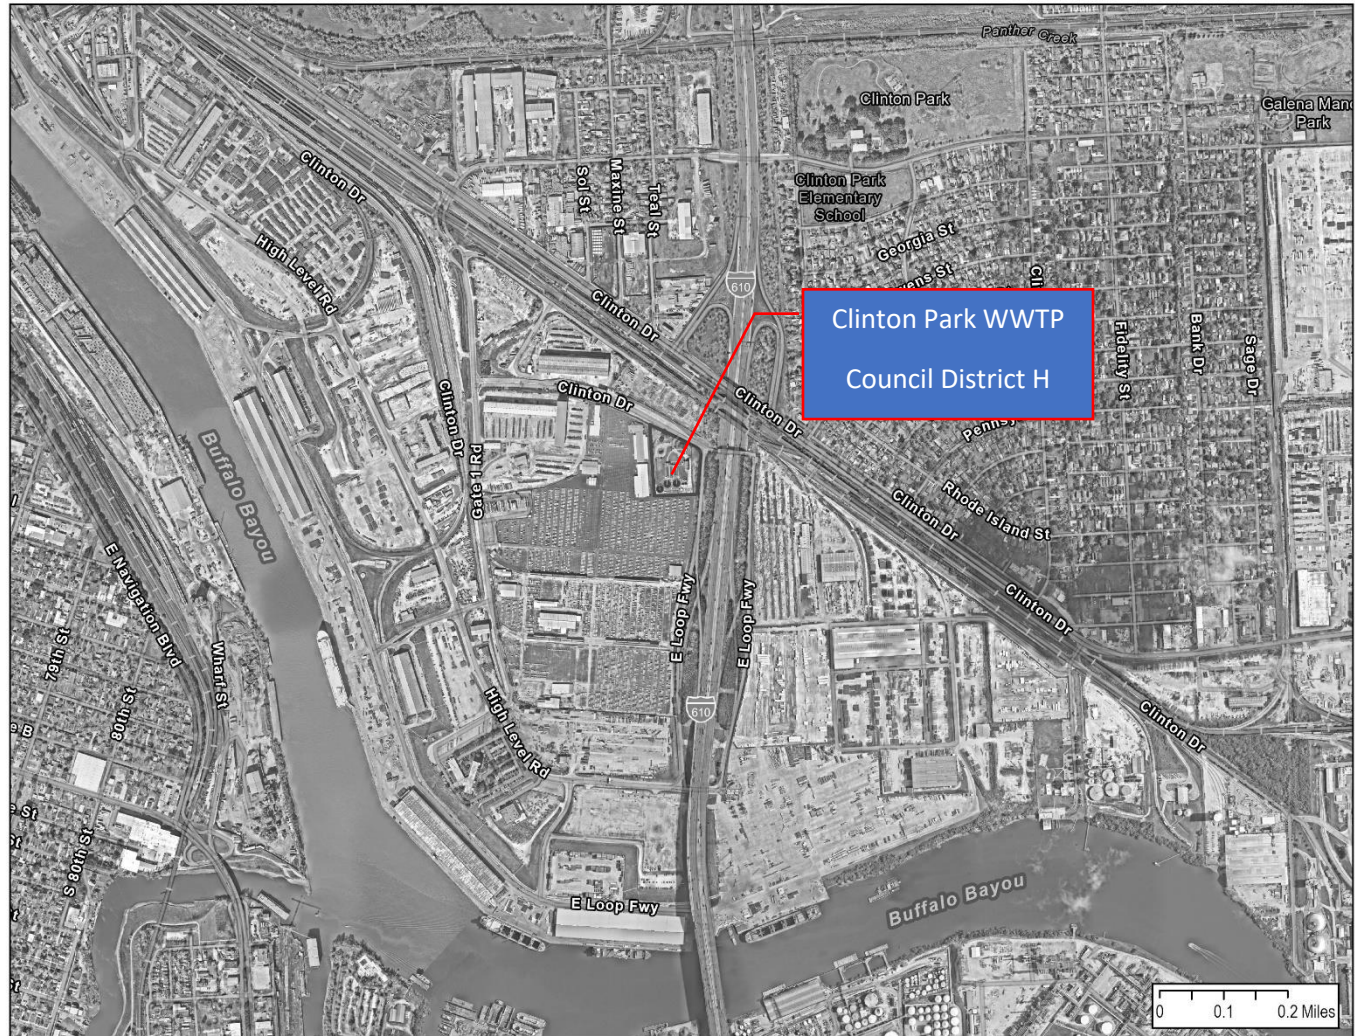 Panther Creek
Clinton Park
Galena Mano
Park
Clinton Dr
Sol St
Maxine St
Teal St
Clinton Park
Elementary
School
Georgia St
High Level Rd
610
Clinton Dr
Clinton Park WWTP
Council District H
Fidelity St
Bank Dr
Sage Dr
Clinton Dr
Clinton Dr
Clinton Dr
Gate 1 Rd
Buffalo Bayou
Rhode Island St
Clinton Dr
E Navigation Blvd
E Loop Fwy
E Loop Fwy
Clinton Dr
79th St
80th St
Wharf St
610
High Level Rd
Clinton Dr
e B
e St
S 80th St
E Loop Fwy
Buffalo Bayou
0 0.1 0.2 Miles